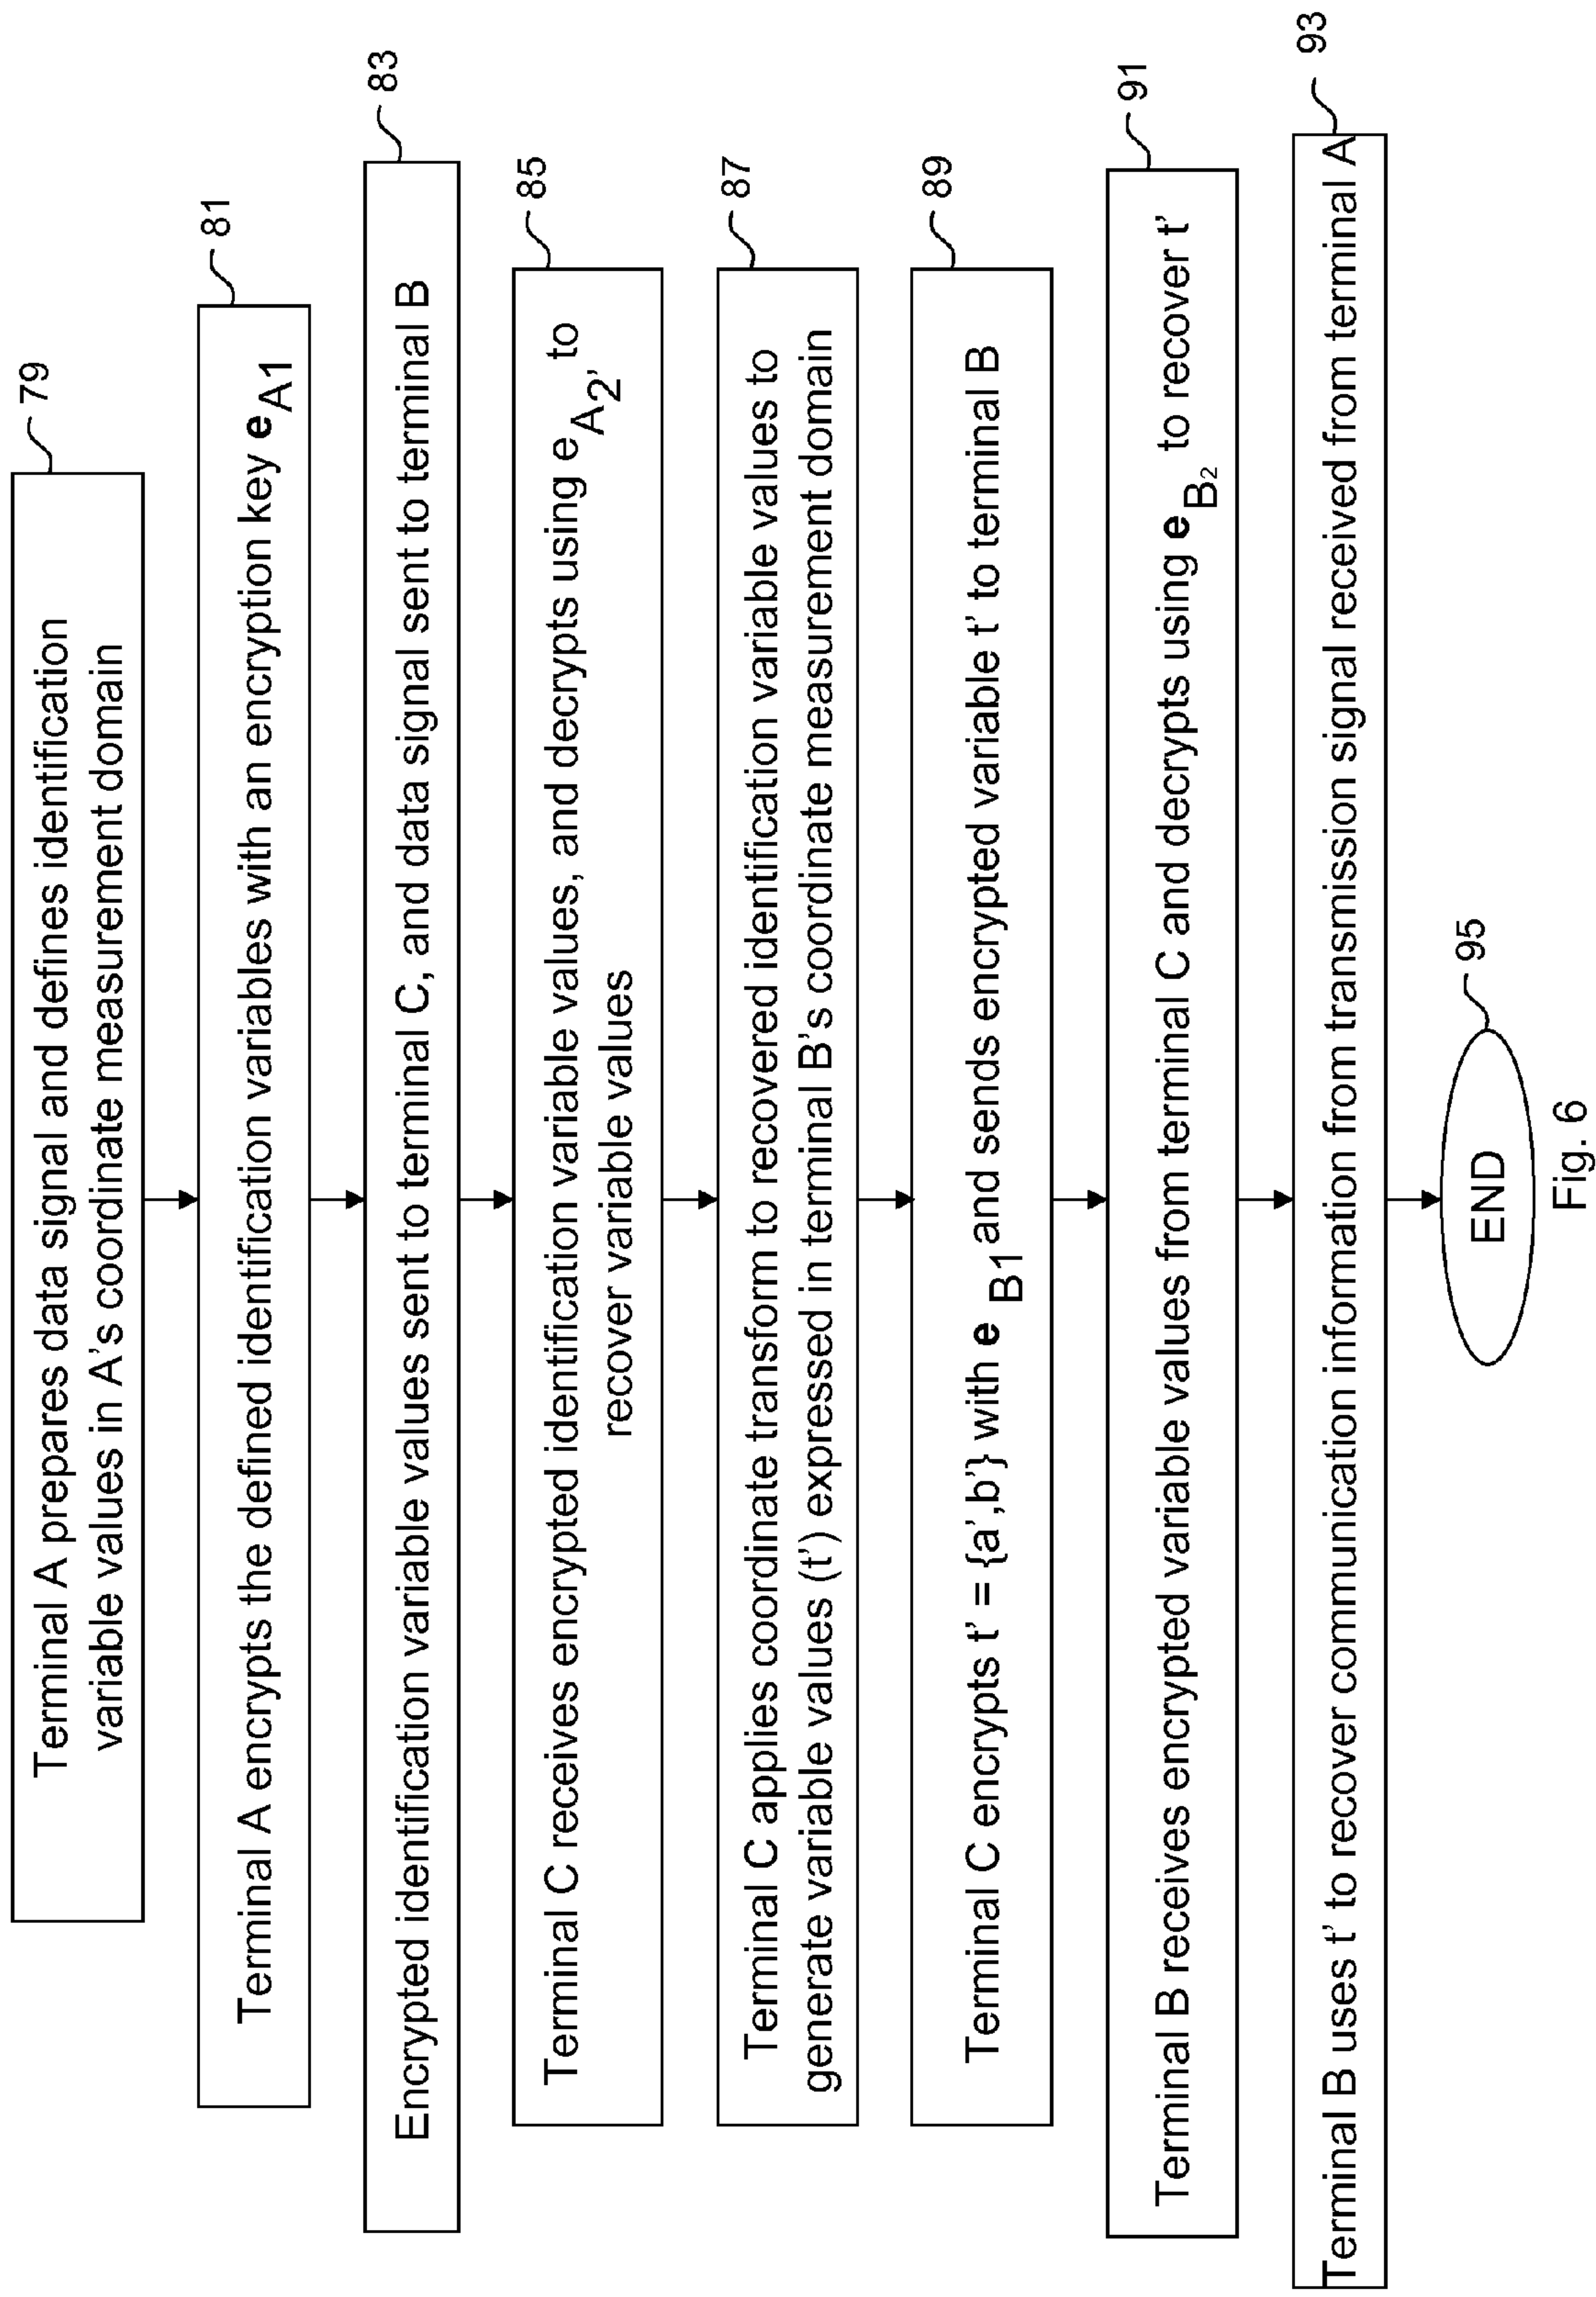 79
Terminal A prepares data signal and defines identification
variable values in A's coordinate measurement domain
81
Terminal A encrypts the defined identification variables with an encryption key e A1
83
Encrypted identification variable values sent to terminal C, and data signal sent to terminal B
85
Terminal C receives encrypted identification variable values, and decrypts using e A2, to
recover variable values
87
Terminal C applies coordinate transform to recovered identification variable values to
generate variable values (t') expressed in terminal B's coordinate measurement domain
89
Terminal C encrypts t' = {a',b'} with e B1 and sends encrypted variable t' to terminal B
91
Terminal B receives encrypted variable values from terminal C and decrypts using e B2 to recover t'
93
Terminal B uses t' to recover communication information from transmission signal received from terminal A
95
END
Fig. 6